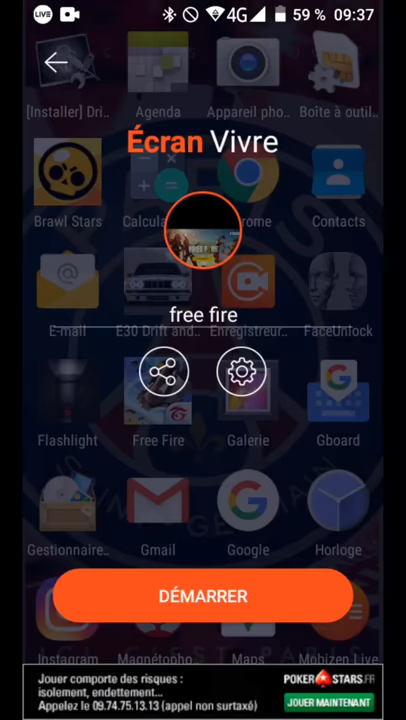 LIVE 4G 59 % 09:37
[Installer] Dri.. Agenda Appareil pho.. Boîte à outil..
Écran Vivre
Brawl Stars Calcula rome Contacts
FREE FIRE
free fire
E-mail E30 Drift and.. Enregistreur.. FaceUnlock
Flashlight Free Fire Galerie Gboard
Gestionnaire.. Gmail Google Horloge
DÉMARRER
Instagram Magnétopho Maps Mobizen Live
Jouer comporte des risques :
isolement, endettement...
Appelez le 09.74.75.13.13 (appel non surtaxé)
POKERSTARS.FR
JOUER MAINTENANT